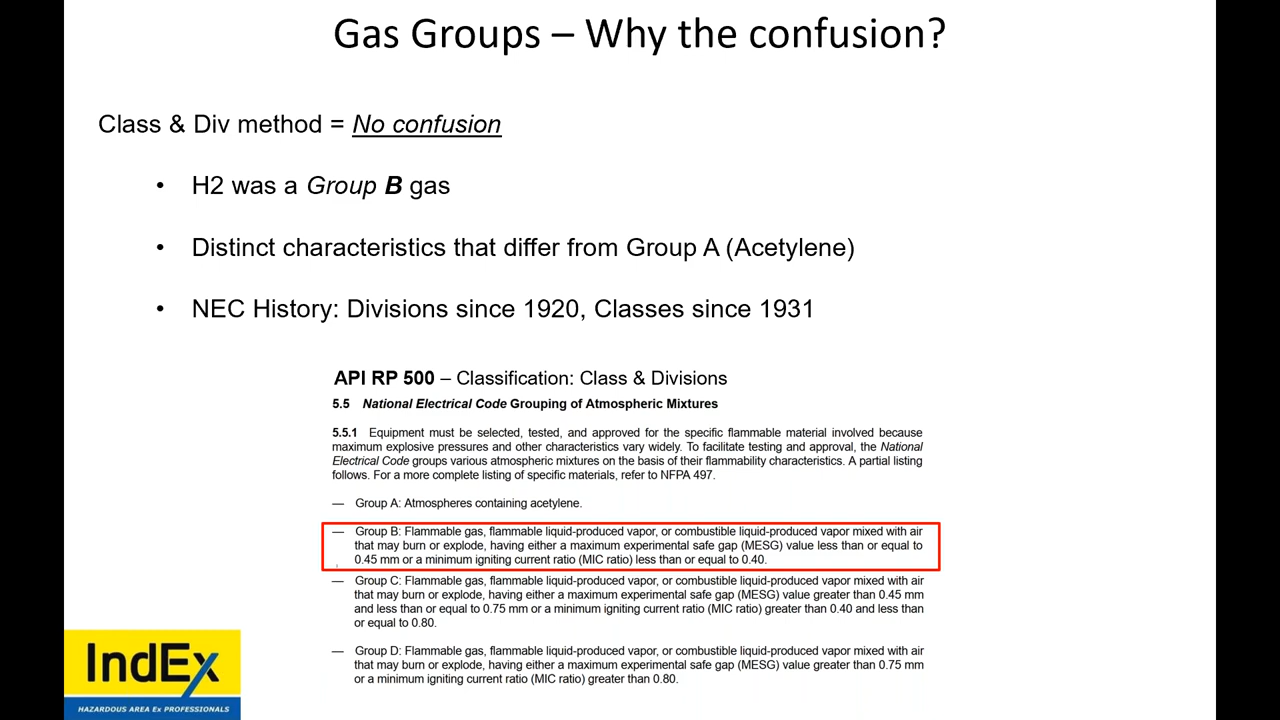 Gas Groups – Why the confusion?
Class & Div method = No confusion
• H2 was a Group B gas
• Distinct characteristics that differ from Group A (Acetylene)
• NEC History: Divisions since 1920, Classes since 1931
API RP 500 – Classification: Class & Divisions
5.5 National Electrical Code Grouping of Atmospheric Mixtures
5.5.1 Equipment must be selected, tested, and approved for the specific flammable material involved because
maximum explosive pressures and other characteristics vary widely. To facilitate testing and approval, the National
Electrical Code groups various atmospheric mixtures on the basis of their flammability characteristics. A partial listing
follows. For a more complete listing of specific materials, refer to NFPA 497.
— Group A: Atmospheres containing acetylene.
— Group B: Flammable gas, flammable liquid-produced vapor, or combustible liquid-produced vapor mixed with air
that may burn or explode, having either a maximum experimental safe gap (MESG) value less than or equal to
0.45 mm or a minimum igniting current ratio (MIC ratio) less than or equal to 0.40.
— Group C: Flammable gas, flammable liquid-produced vapor, or combustible liquid-produced vapor mixed with air
that may burn or explode, having either a maximum experimental safe gap (MESG) value greater than 0.45 mm
and less than or equal to 0.75 mm or a minimum igniting current ratio (MIC ratio) greater than 0.40 and less than
or equal to 0.80.
— Group D: Flammable gas, flammable liquid-produced vapor, or combustible liquid-produced vapor mixed with air
that may burn or explode, having either a maximum experimental safe gap (MESG) value greater than 0.75 mm
or a minimum igniting current ratio (MIC ratio) greater than 0.80.
IndEx
HAZARDOUS AREA Ex PROFESSIONALS